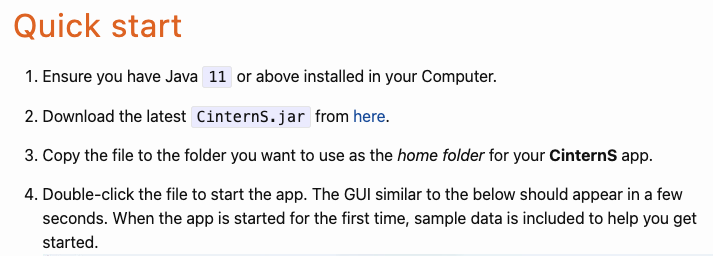 Quick start
1. Ensure you have Java 11 or above installed in your Computer.
2. Download the latest CinternS.jar from here.
3. Copy the file to the folder you want to use as the home folder for your CinternS app.
4. Double-click the file to start the app. The GUI similar to the below should appear in a few
seconds. When the app is started for the first time, sample data is included to help you get
started.